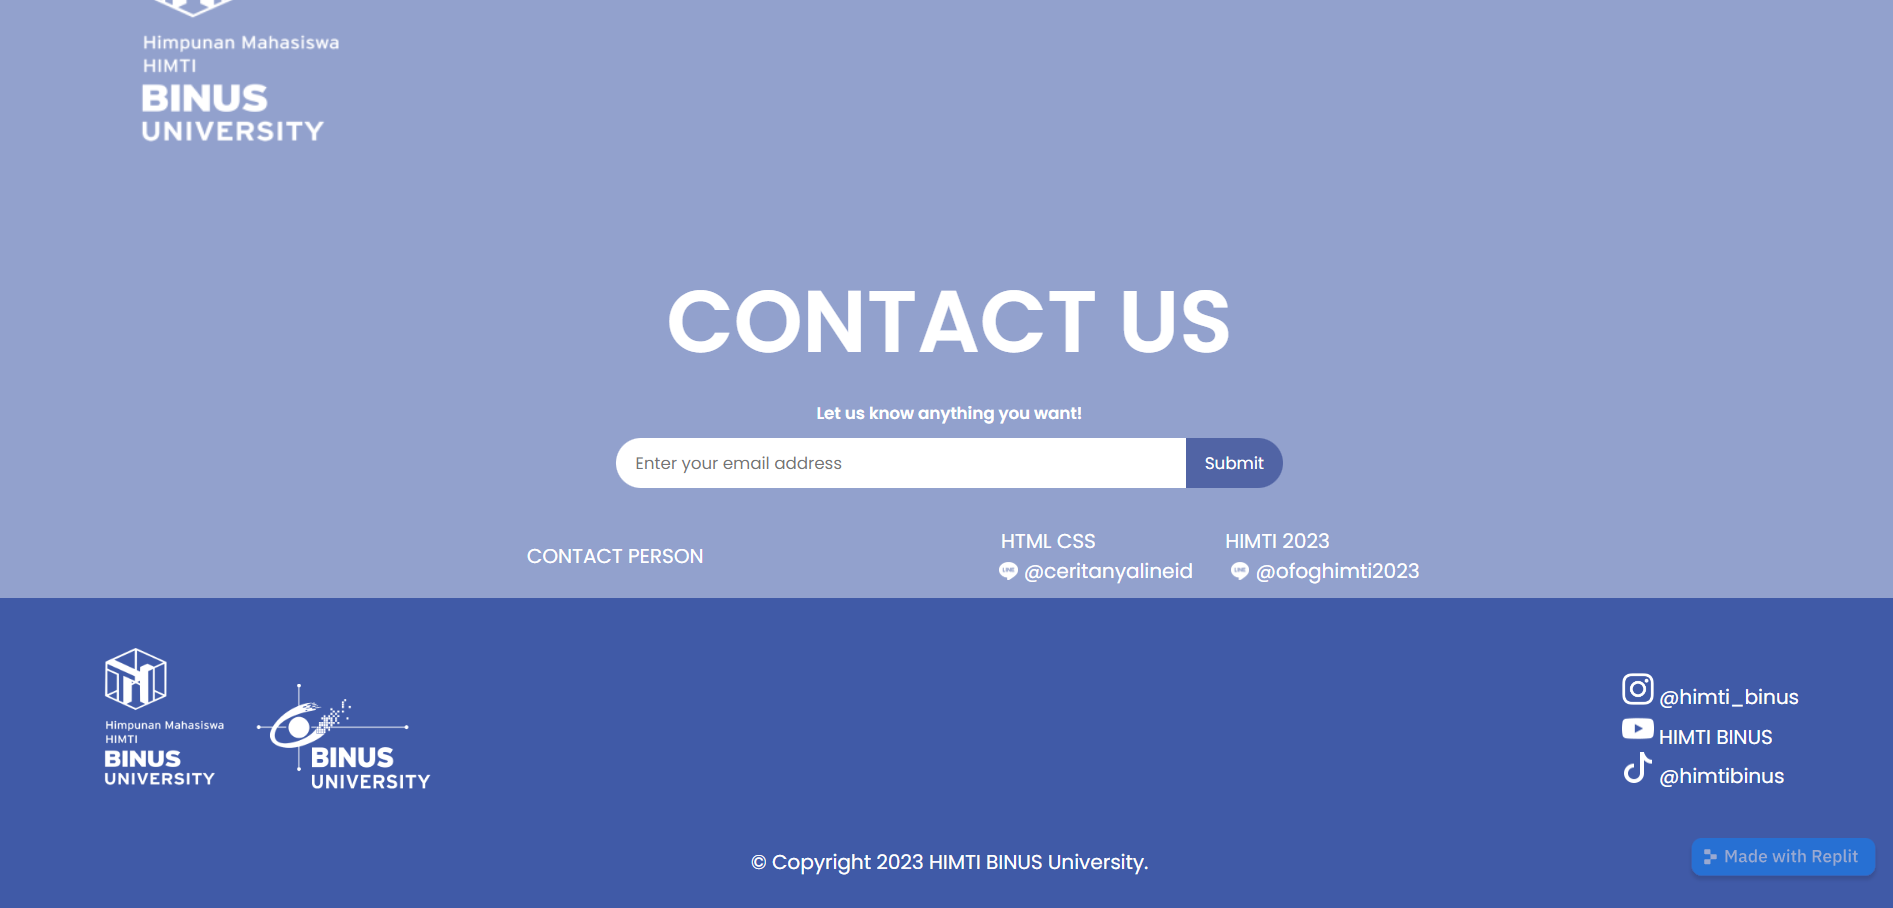 Himpunan Mahasiswa
HIMTI
BINUS
UNIVERSITY
CONTACT US
Let us know anything you want!
Enter your email address
Submit
CONTACT PERSON
HTML CSS
LINE @ceritanyalineid
HIMTI 2023
LINE @ofoghimti2023
Himpunan Mahasiswa
HIMTI
BINUS
UNIVERSITY
BINUS
UNIVERSITY
@himti_binus
HIMTI BINUS
@himtibinus
© Copyright 2023 HIMTI BINUS University.
Made with Replit